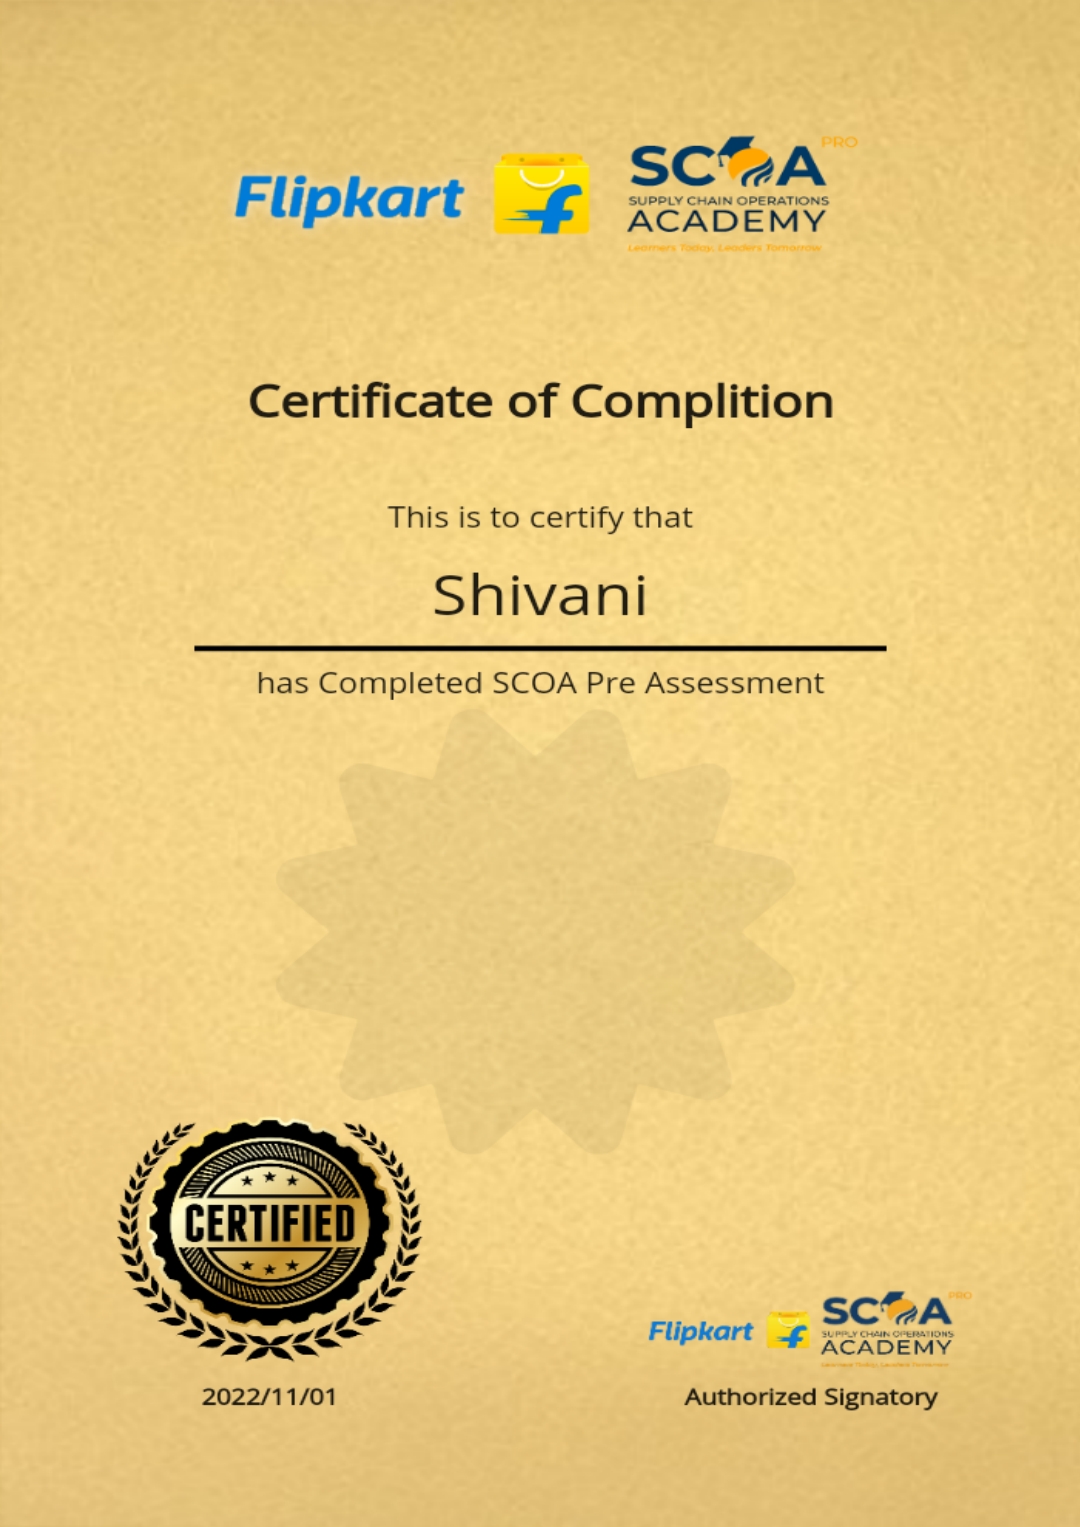 Flipkart
f
SCOA PRO
SUPPLY CHAIN OPERATIONS
ACADEMY
Learners Today, Leaders Tomorrow
Certificate of Complition
This is to certify that
Shivani
has Completed SCOA Pre Assessment
CERTIFIED
Flipkart
f
SCOA PRO
SUPPLY CHAIN OPERATIONS
ACADEMY
2022/11/01
Authorized Signatory